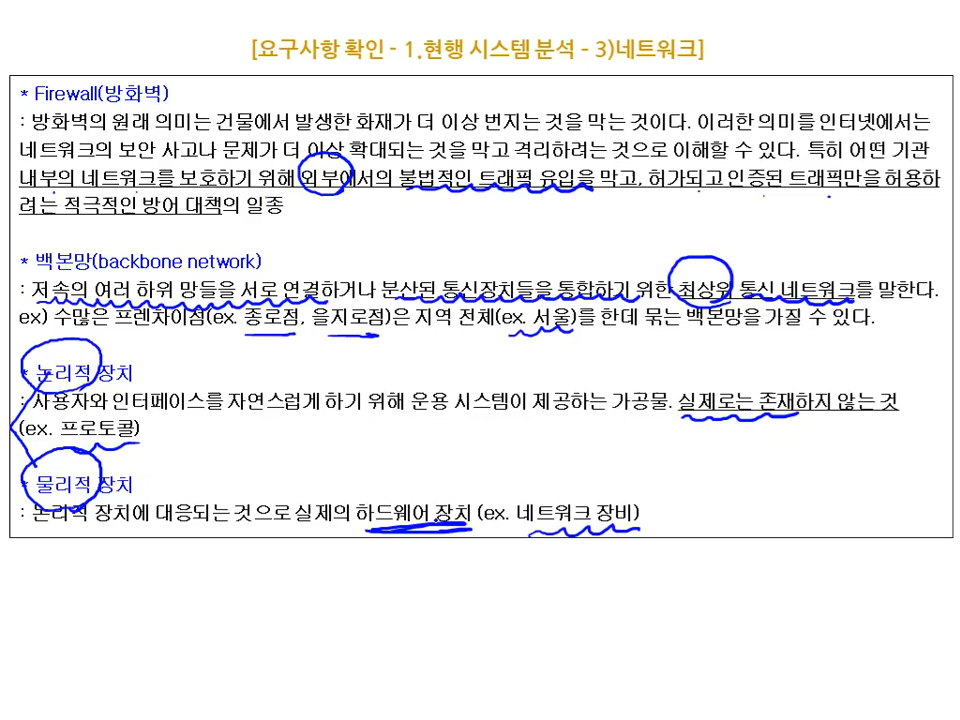 [요구사항 확인 - 1.현행 시스템 분석 - 3)네트워크]
* Firewall(방화벽)
: 방화벽의 원래 의미는 건물에서 발생한 화재가 더 이상 번지는 것을 막는 것이다. 이러한 의미를 인터넷에서는
네트워크의 보안 사고나 문제가 더 이상 확대되는 것을 막고 격리하려는 것으로 이해할 수 있다. 특히 어떤 기관
내부의 네트워크를 보호하기 위해 외부에서의 불법적인 트래픽 유입을 막고, 허가되고 인증된 트래픽만을 허용하
려는 적극적인 방어 대책의 일종
* 백본망(backbone network)
: 저속의 여러 하위 망들을 서로 연결하거나 분산된 통신장치들을 통합하기 위한 최상위 통신 네트워크를 말한다.
ex) 수많은 프렌차이점(ex. 종로점, 을지로점)은 지역 전체(ex. 서울)를 한데 묶는 백본망을 가질 수 있다.
* 논리적 장치
: 사용자와 인터페이스를 자연스럽게 하기 위해 운용 시스템이 제공하는 가공물. 실제로는 존재하지 않는 것
(ex. 프로토콜)
* 물리적 장치
: 논리적 장치에 대응되는 것으로 실제의 하드웨어 장치 (ex. 네트워크 장비)